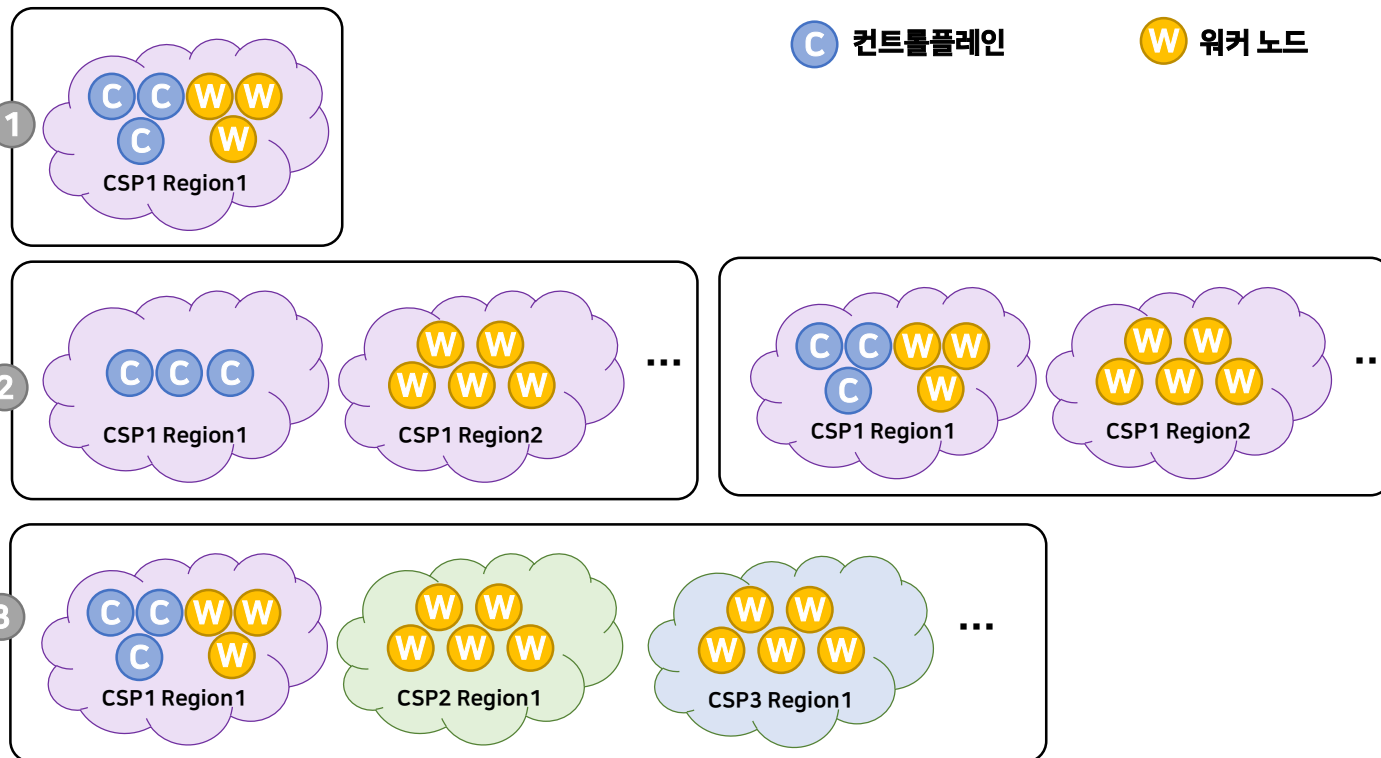 C 컨트롤플레인
W 워커 노드
1
C C W W
C W
CSP1 Region1
2
C C C
CSP1 Region1
W W
W W W
CSP1 Region2
...
C C W W
C W
CSP1 Region1
W W
W W W
CSP1 Region2
..
3
C C W W
C W
CSP1 Region1
W W
W W W
CSP2 Region1
W W
W W W
CSP3 Region1
...